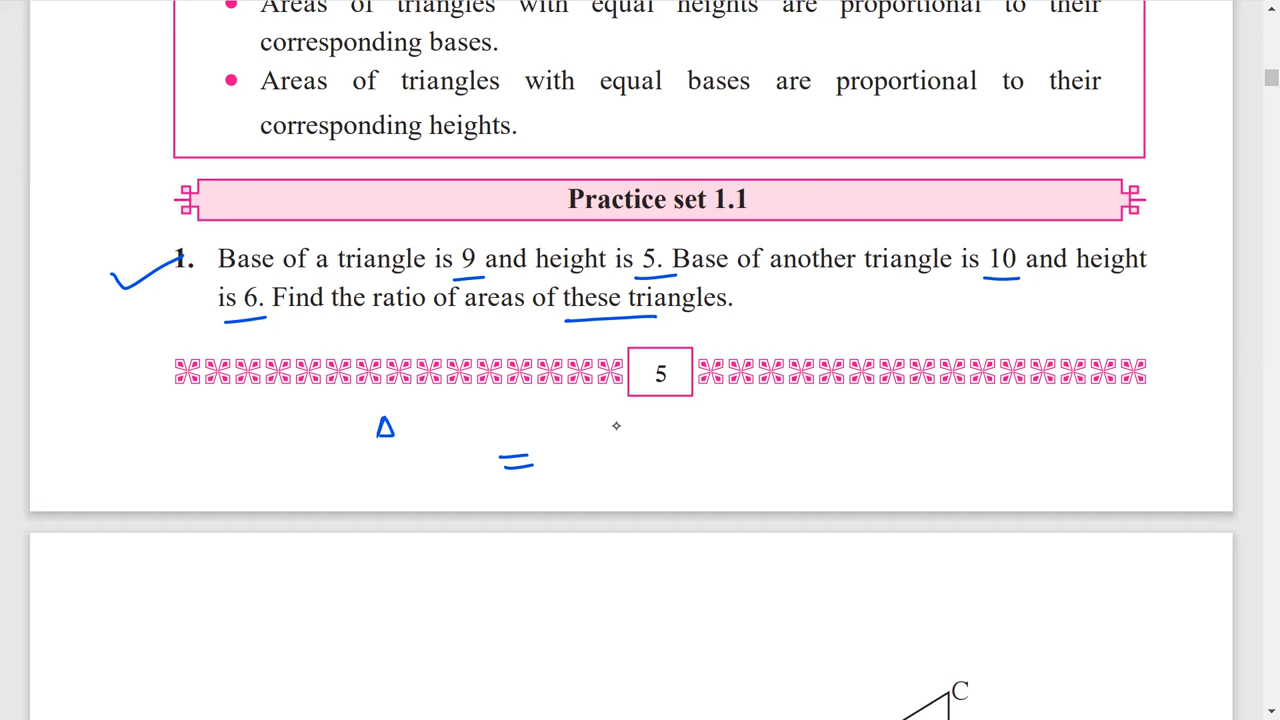 Areas of triangles with equal heights are proportional to their
corresponding bases.
Areas of triangles with equal bases are proportional to their
corresponding heights.
Practice set 1.1
1. Base of a triangle is 9 and height is 5. Base of another triangle is 10 and height
is 6. Find the ratio of areas of these triangles.
5
Δ
=
C